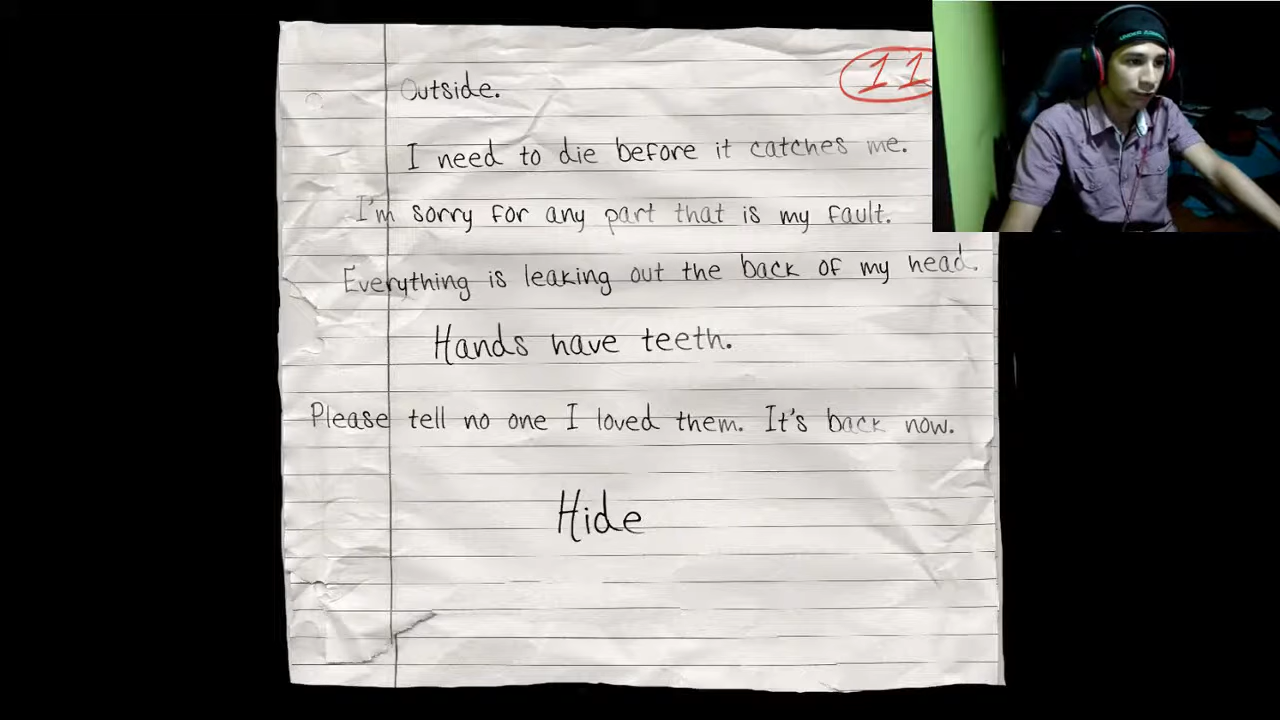 11
Outside.
I need to die before it catches me.
I'm sorry for any part that is my fault.
Everything is leaking out the back of my head.
Hands have teeth.
Please tell no one I loved them. It's back now.
Hide
UNDER ARMOUR